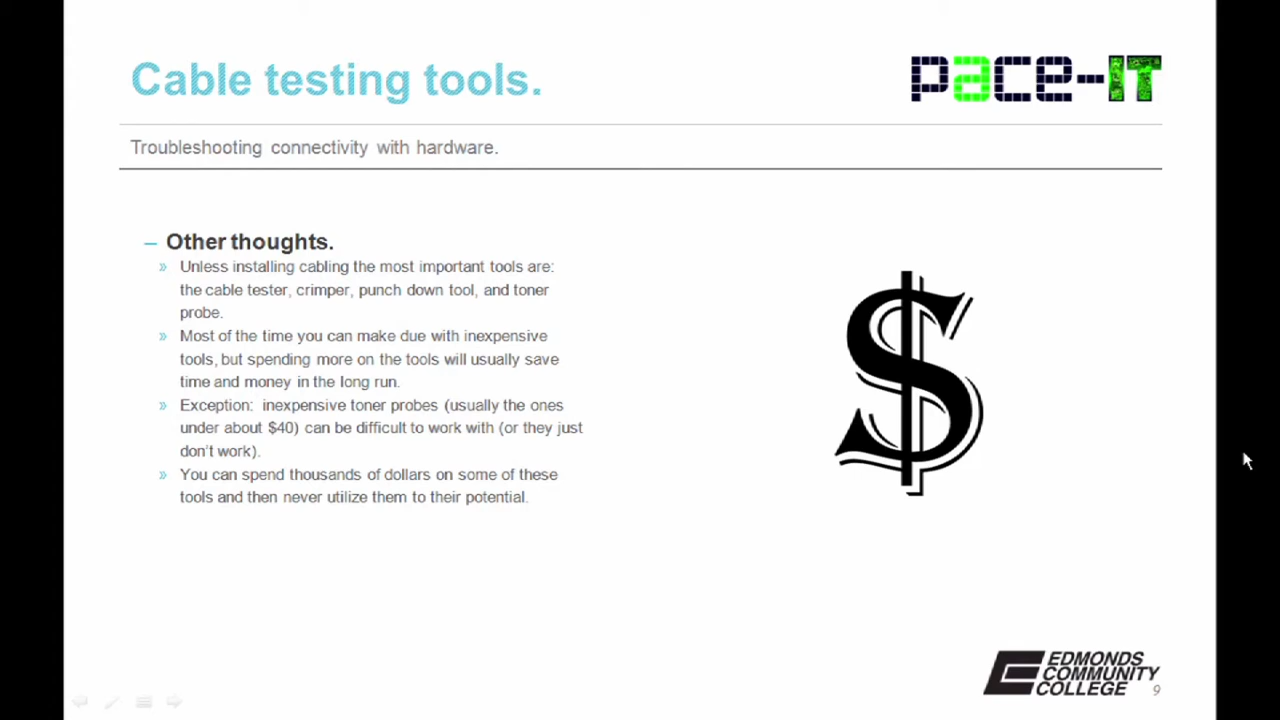 Cable testing tools.
pace-IT
Troubleshooting connectivity with hardware.
– Other thoughts.
» Unless installing cabling the most important tools are:
the cable tester, crimper, punch down tool, and toner
probe.
» Most of the time you can make due with inexpensive
tools, but spending more on the tools will usually save
time and money in the long run.
» Exception:  inexpensive toner probes (usually the ones
under about $40) can be difficult to work with (or they just
don't work).
» You can spend thousands of dollars on some of these
tools and then never utilize them to their potential.
$
EDMONDS
COMMUNITY
COLLEGE
9